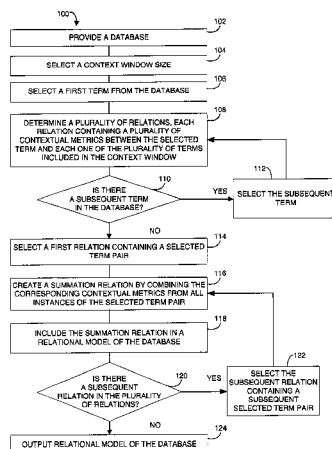 100
102
PROVIDE A DATABASE
104
SELECT A CONTEXT WINDOW SIZE
106
SELECT A FIRST TERM FROM THE DATABASE
108
DETERMINE A PLURALITY OF RELATIONS, EACH
RELATION CONTAINING A PLURALITY OF
CONTEXTUAL METRICS BETWEEN THE SELECTED
TERM AND EACH ONE OF THE PLURALITY OF TERMS
INCLUDED IN THE CONTEXT WINDOW
110
IS THERE
A SUBSEQUENT TERM
IN THE DATABASE?
YES
112
SELECT THE SUBSEQUENT
TERM
NO
114
SELECT A FIRST RELATION CONTAINING A SELECTED
TERM PAIR
116
CREATE A SUMMATION RELATION BY COMBINING THE
CORRESPONDING CONTEXTUAL METRICS FROM ALL
INSTANCES OF THE SELECTED TERM PAIR
118
INCLUDE THE SUMMATION RELATION IN A
RELATIONAL MODEL OF THE DATABASE
120
IS THERE
A SUBSEQUENT
RELATION IN THE PLURALITY
OF RELATIONS?
YES
122
SELECT THE
SUBSEQUENT RELATION
CONTAINING A
SUBSEQUENT
SELECTED TERM PAIR
NO
124
OUTPUT RELATIONAL MODEL OF THE DATABASE